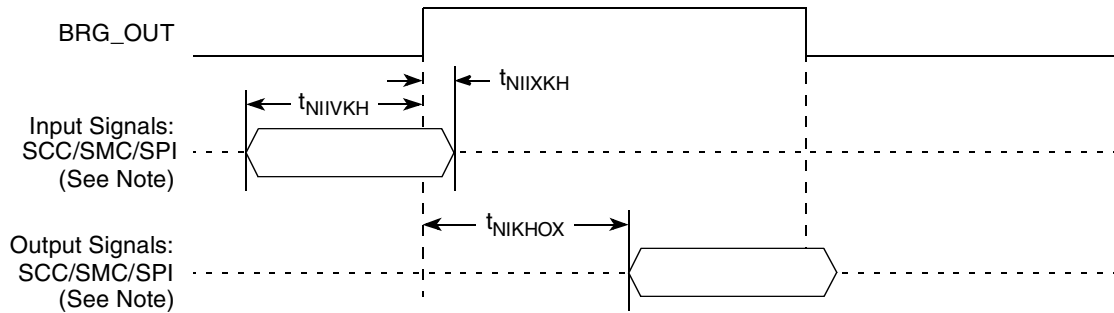 BRG_OUT
tNIIXKH
tNIIVKH
Input Signals:
SCC/SMC/SPI
(See Note)
tNIKHOX
Output Signals:
SCC/SMC/SPI
(See Note)